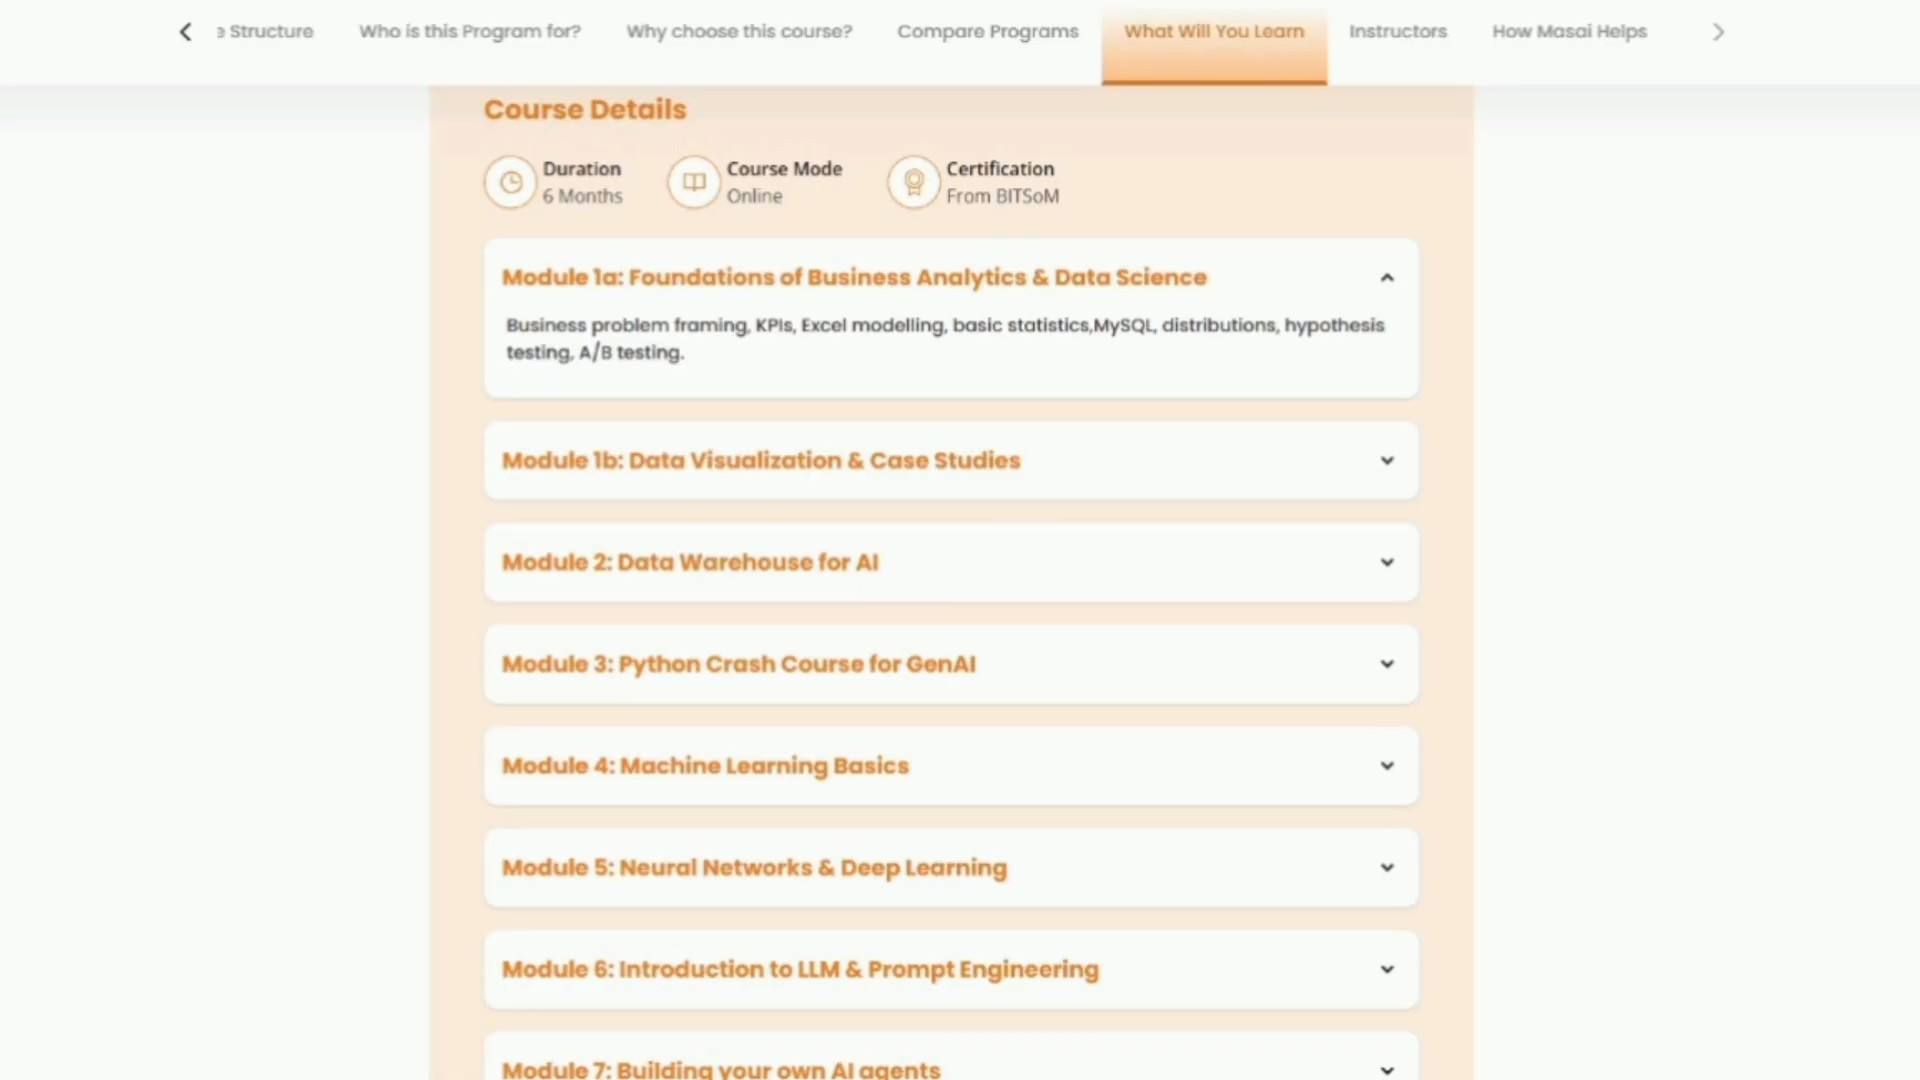 Structure
Who is this Program for?
Why choose this course?
Compare Programs
What Will You Learn
Instructors
How Masai Helps
Course Details
Duration
6 Months
Course Mode
Online
Certification
From BITSoM
Module 1a: Foundations of Business Analytics & Data Science
Business problem framing, KPIs, Excel modelling, basic statistics,MySQL, distributions, hypothesis
testing, A/B testing.
Module 1b: Data Visualization & Case Studies
Module 2: Data Warehouse for AI
Module 3: Python Crash Course for GenAI
Module 4: Machine Learning Basics
Module 5: Neural Networks & Deep Learning
Module 6: Introduction to LLM & Prompt Engineering
Module 7: Building your own AI agents